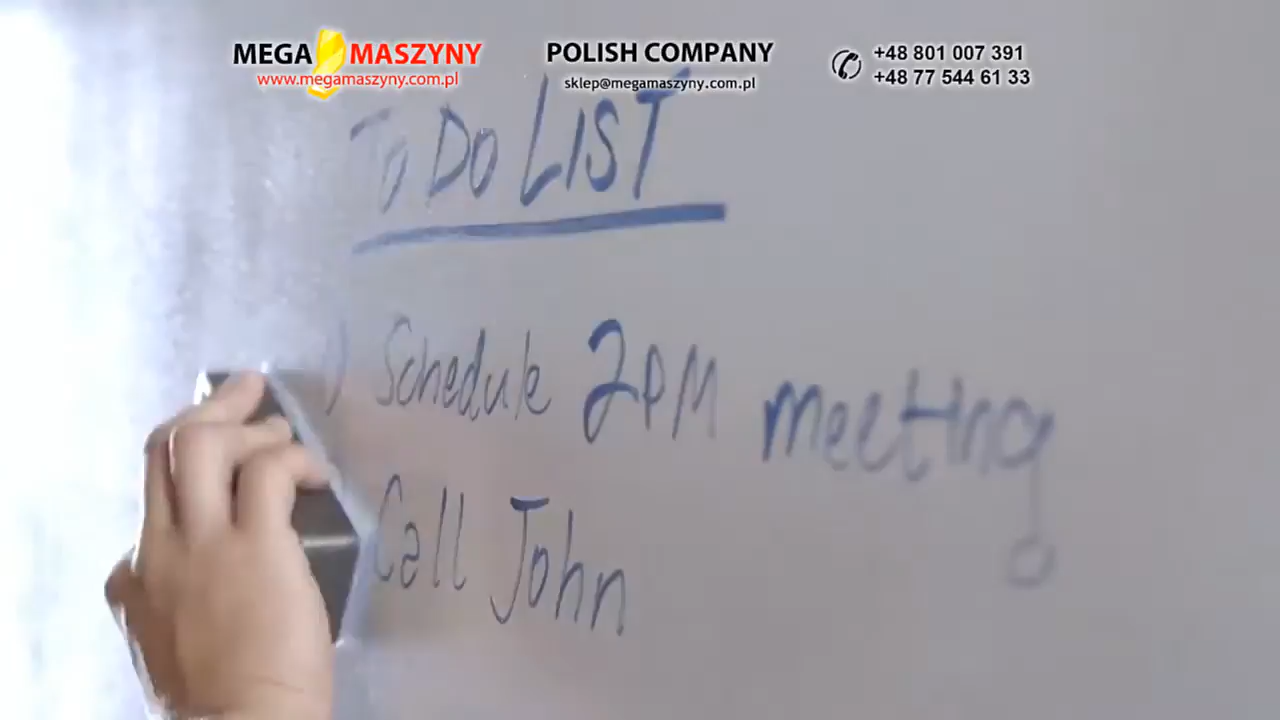 MEGA MASZYNY
www.megamaszyny.com.pl
POLISH COMPANY
sklep@megamaszyny.com.pl
+48 801 007 391
+48 77 544 61 33
To Do LIST
) Schedule 2PM meeting
Call John